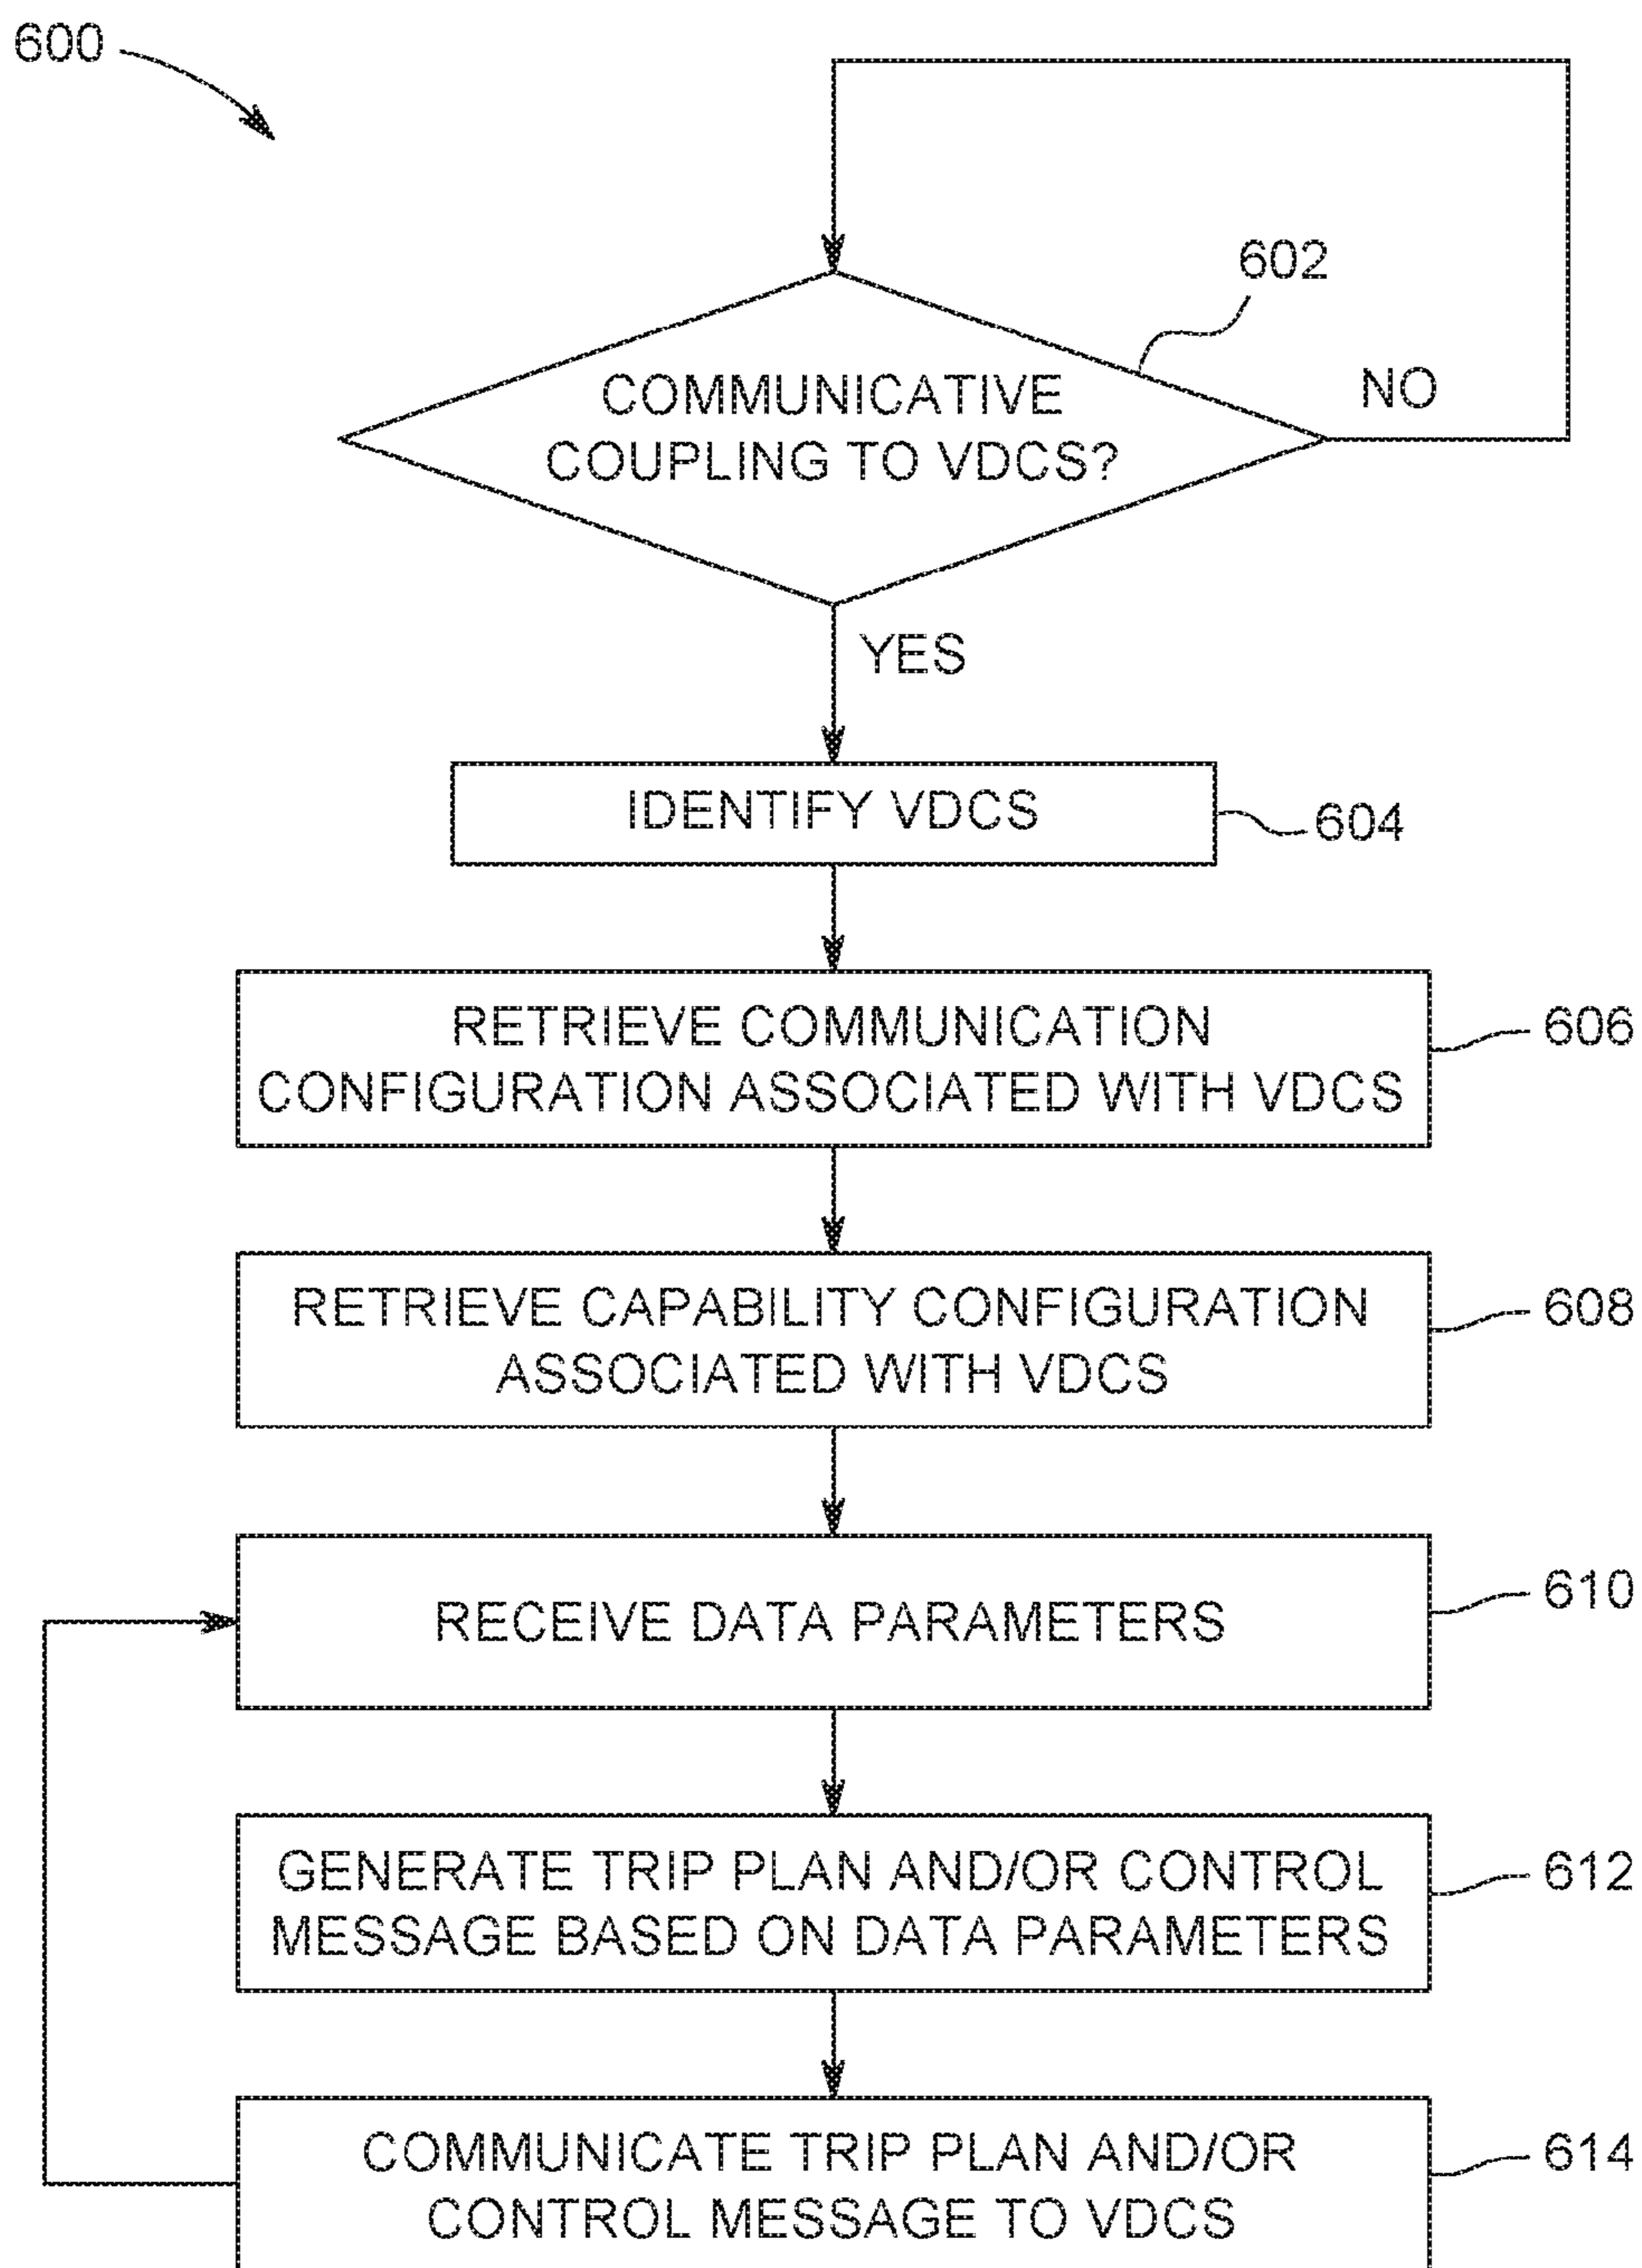 600
602
COMMUNICATIVE
COUPLING TO VDCS?
NO
YES
IDENTIFY VDCS
604
RETRIEVE COMMUNICATION
CONFIGURATION ASSOCIATED WITH VDCS
606
RETRIEVE CAPABILITY CONFIGURATION
ASSOCIATED WITH VDCS
608
RECEIVE DATA PARAMETERS
610
GENERATE TRIP PLAN AND/OR CONTROL
MESSAGE BASED ON DATA PARAMETERS
612
COMMUNICATE TRIP PLAN AND/OR
CONTROL MESSAGE TO VDCS
614